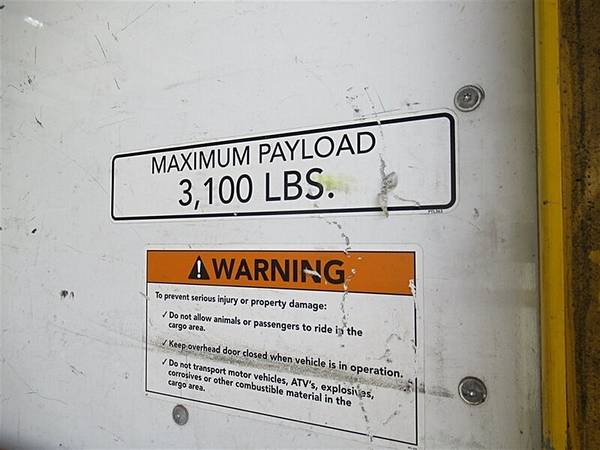 MAXIMUM PAYLOAD
3,100 LBS.
WARNING
To prevent serious injury or property damage:
✓ Do not allow animals or passengers to ride in the
cargo area.
✓ Keep overhead door closed when vehicle is in operation.
✓ Do not transport motor vehicles, ATV's, explosives,
corrosives or other combustible material in the
cargo area.